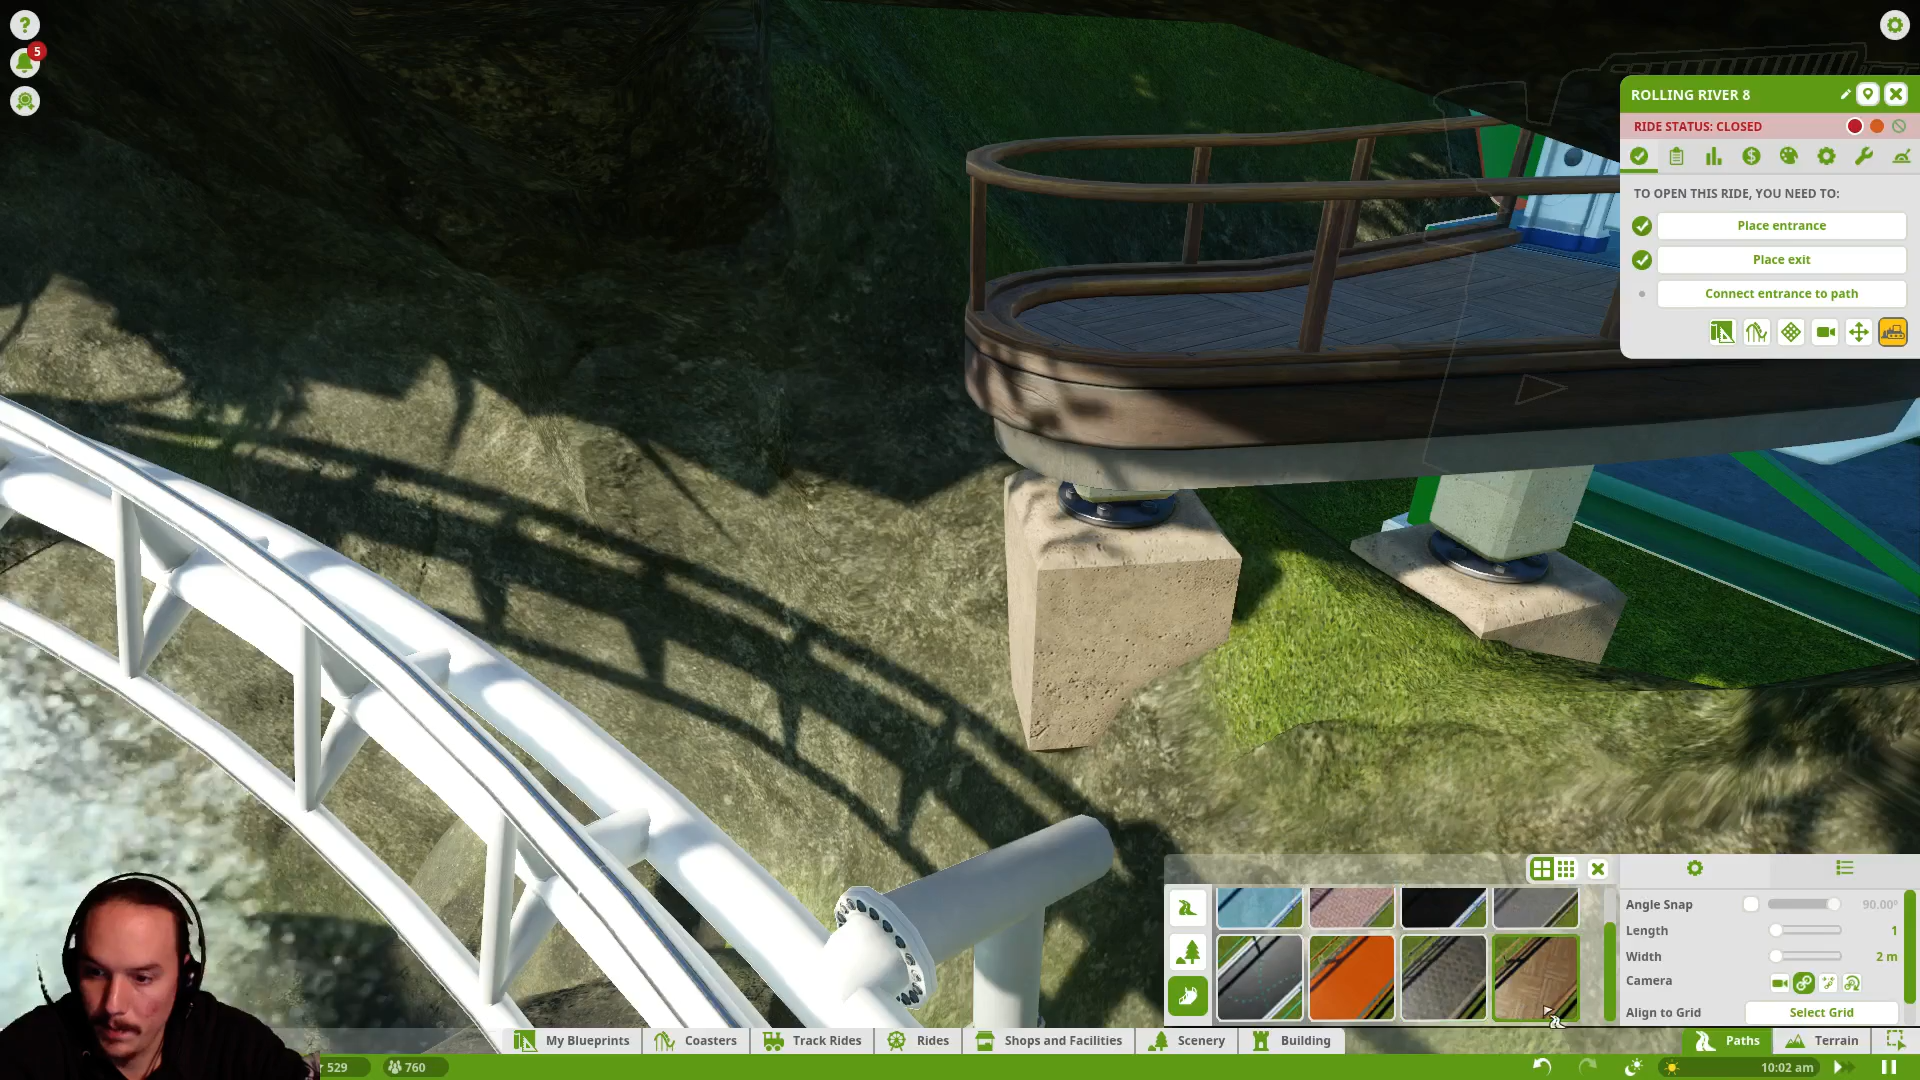 ?
5
ROLLING RIVER 8
RIDE STATUS: CLOSED
TO OPEN THIS RIDE, YOU NEED TO:
Place entrance
Place exit
Connect entrance to path
Angle Snap 90.00°
Length 1
Width 2 m
Camera
Align to Grid Select Grid
My Blueprints Coasters Track Rides Rides Shops and Facilities Scenery Building Paths Terrain
529 760 10:02 am